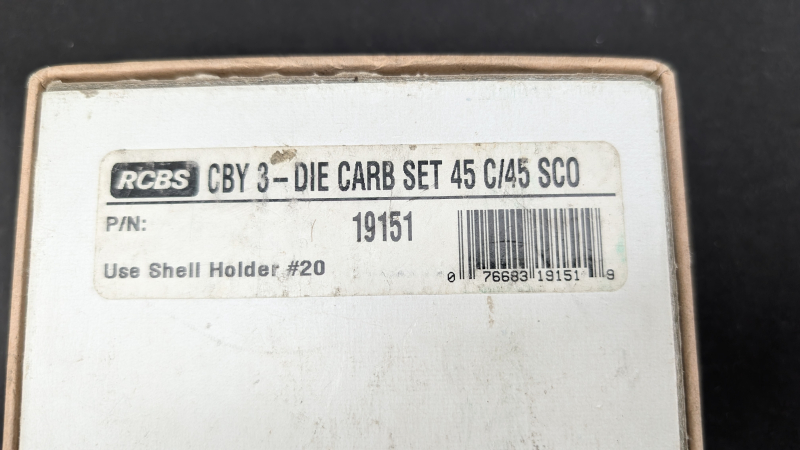 RCBS CBY 3-DIE CARB SET 45 C/45 SCO
P/N: 19151
Use Shell Holder #20
0 76683 19151 9